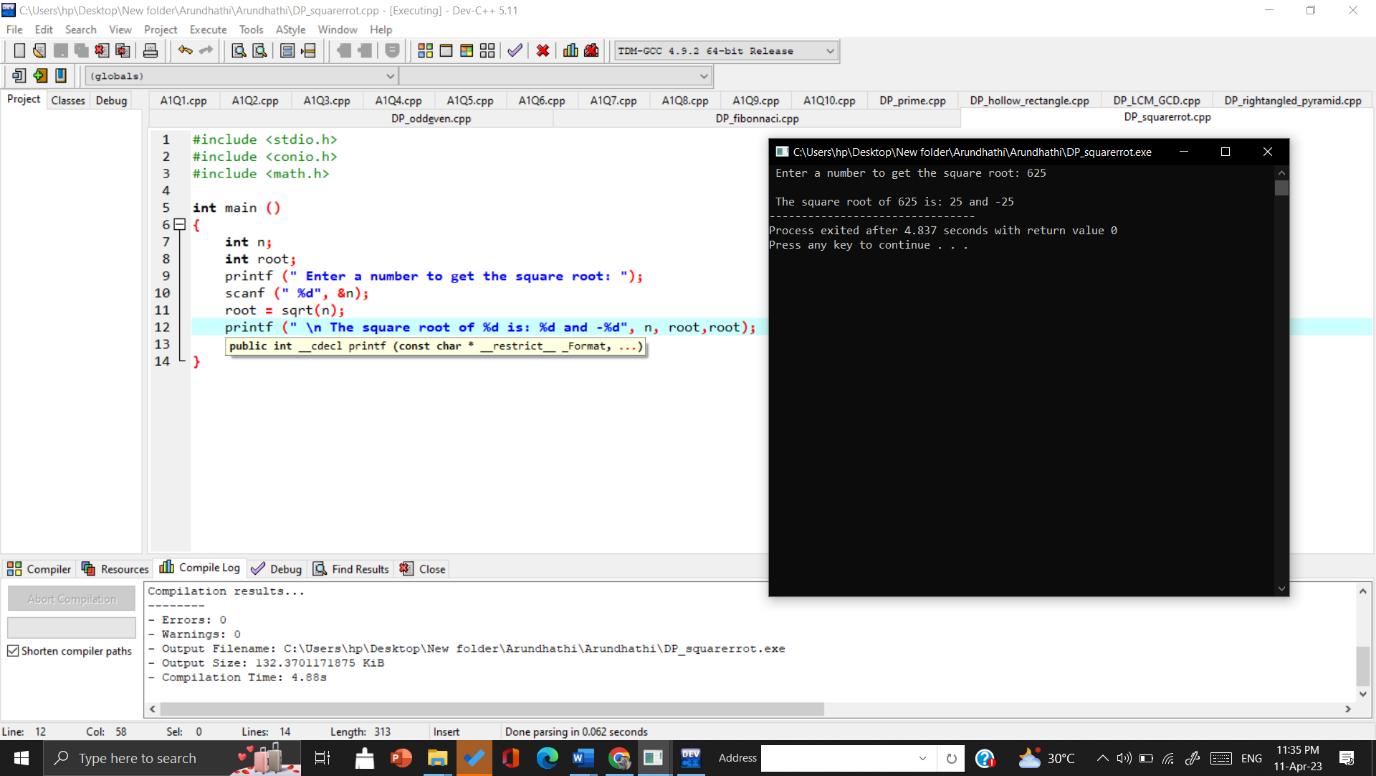 C:\Users\hp\Desktop\New folder\Arundhathi\Arundhathi\DP_squarerrot.cpp - [Executing] - Dev-C++ 5.11
File Edit Search View Project Execute Tools AStyle Window Help
TDM-GCC 4.9.2 64-bit Release
(globals)
Project Classes Debug
A1Q1.cpp A1Q2.cpp A1Q3.cpp A1Q4.cpp A1Q5.cpp A1Q6.cpp A1Q7.cpp A1Q8.cpp A1Q9.cpp A1Q10.cpp DP_prime.cpp DP_hollow_rectangle.cpp DP_LCM_GCD.cpp DP_rightangled_pyramid.cpp
DP_oddeven.cpp DP_fibonnaci.cpp DP_squarerrot.cpp
1 #include <stdio.h>
2 #include <conio.h>
3 #include <math.h>
4
5 int main ()
6 {
7 int n;
8 int root;
9 printf (" Enter a number to get the square root: ");
10 scanf (" %d", &n);
11 root = sqrt(n);
12 printf (" \n The square root of %d is: %d and -%d", n, root,root);
13
public int __cdecl printf (const char * __restrict__ _Format, ...)
14 }
C:\Users\hp\Desktop\New folder\Arundhathi\Arundhathi\DP_squarerrot.exe
Enter a number to get the square root: 625
The square root of 625 is: 25 and -25
--------------------------------
Process exited after 4.837 seconds with return value 0
Press any key to continue . . .
Compiler Resources Compile Log Debug Find Results Close
Abort Compilation
Shorten compiler paths
Compilation results...
--------
- Errors: 0
- Warnings: 0
- Output Filename: C:\Users\hp\Desktop\New folder\Arundhathi\Arundhathi\DP_squarerrot.exe
- Output Size: 132.3701171875 KiB
- Compilation Time: 4.88s
Line: 12 Col: 58 Sel: 0 Lines: 14 Length: 313 Insert Done parsing in 0.062 seconds
Type here to search
DEV
Address
30°C
ENG
11:35 PM
11-Apr-23